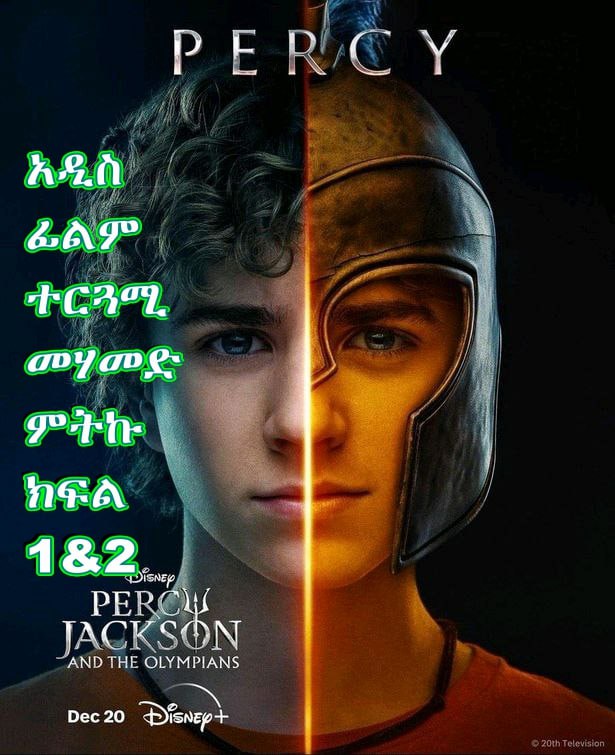 PERCY
አዲስ
ፊልም
ተርጓሚ
መሃመድ
ምትኩ
ክፍል
1&2
Disney
PERCY
JACKSON
AND THE OLYMPIANS
Dec 20 Disney+
© 20th Television